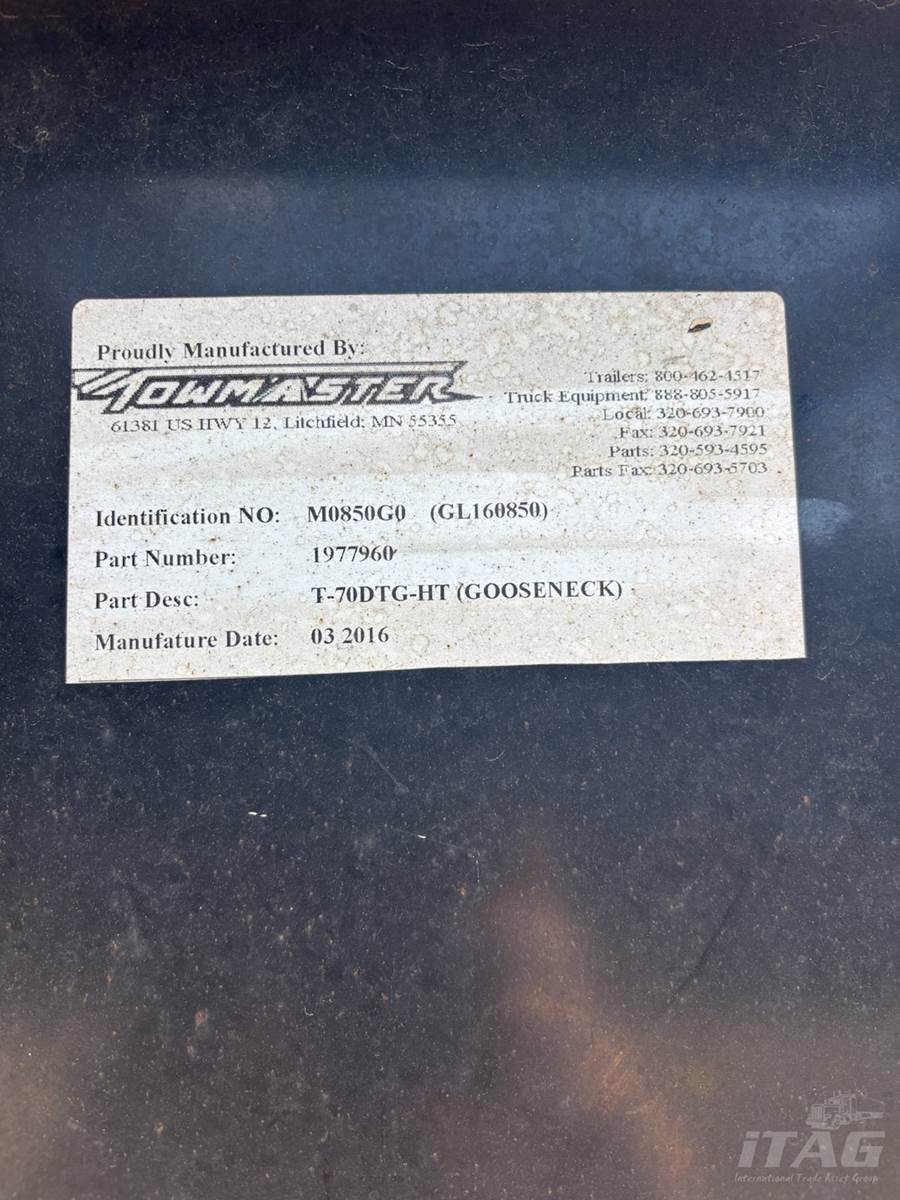 Proudly Manufactured By:
TOWMASTER
61381 US HWY 12, Litchfield, MN 55355
Trailers: 800-462-4517
Truck Equipment: 888-805-5917
Local: 320-693-7900
Fax: 320-693-7921
Parts: 320-593-4595
Parts Fax: 320-693-5703
Identification NO: M0850G0 (GL160850)
Part Number: 1977960
Part Desc: T-70DTG-HT (GOOSENECK)
Manufature Date: 03 2016
iTAG
International Trade Asset Group